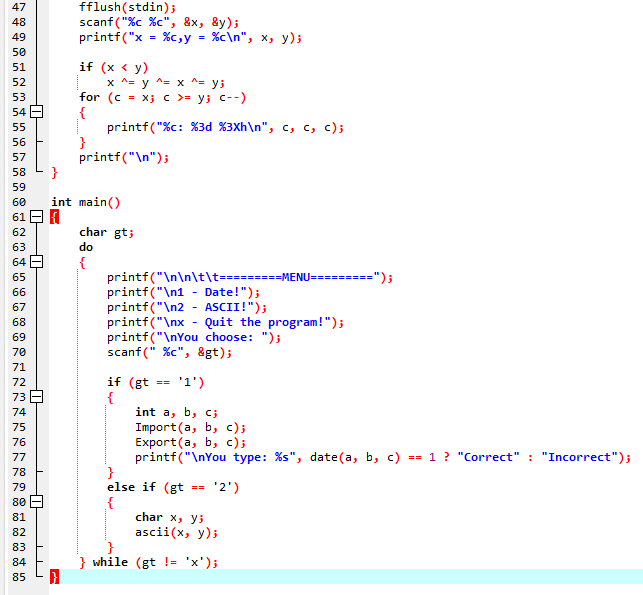 47 fflush(stdin);
48 scanf("%c %c", &x, &y);
49 printf("x = %c,y = %c\n", x, y);
50
51 if (x < y)
52 x ^= y ^= x ^= y;
53 for (c = x; c >= y; c--)
54 {
55 printf("%c: %3d %3Xh\n", c, c, c);
56 }
57 printf("\n");
58 }
59
60 int main()
61 {
62 char gt;
63 do
64 {
65 printf("\n\n\t\t=========MENU=========");
66 printf("\n1 - Date!");
67 printf("\n2 - ASCII!");
68 printf("\nx - Quit the program!");
69 printf("\nYou choose: ");
70 scanf(" %c", &gt);
71
72 if (gt == '1')
73 {
74 int a, b, c;
75 Import(a, b, c);
76 Export(a, b, c);
77 printf("\nYou type: %s", date(a, b, c) == 1 ? "Correct" : "Incorrect");
78 }
79 else if (gt == '2')
80 {
81 char x, y;
82 ascii(x, y);
83 }
84 } while (gt != 'x');
85 }